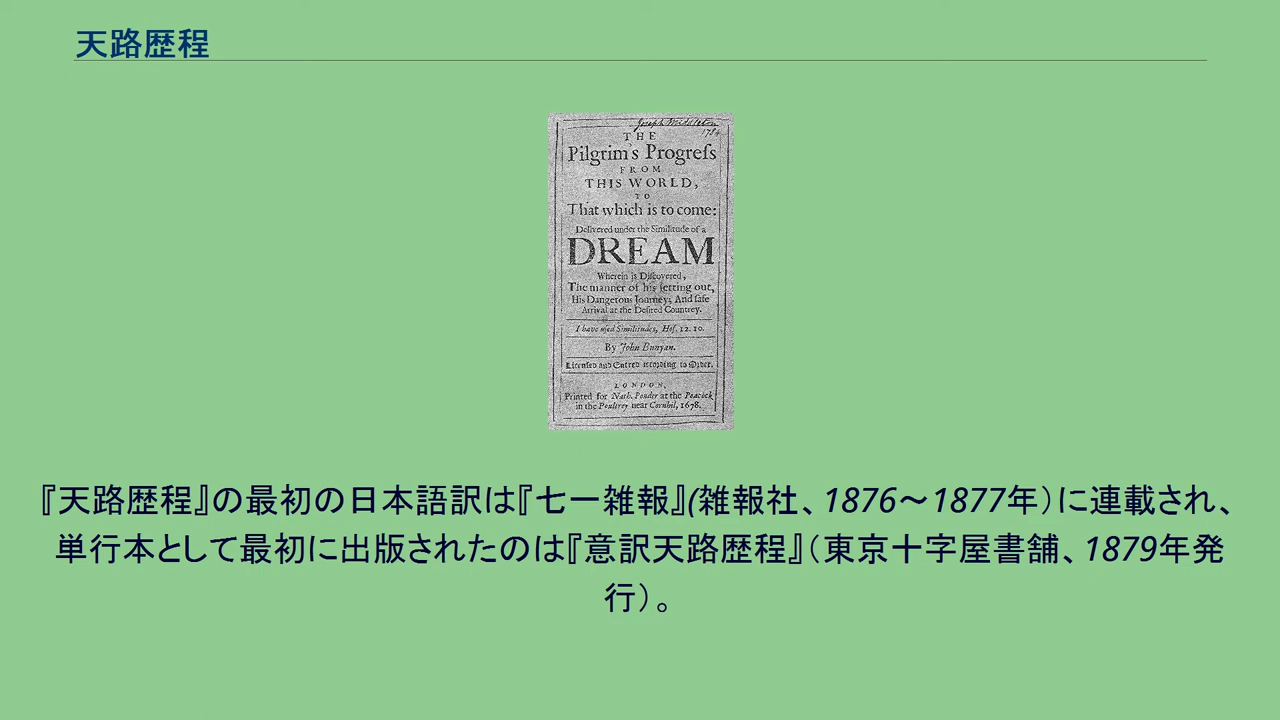 天路歴程
Joseph Middleton
1784
THE
Pilgrim's Progreſs
FROM
THIS WORLD,
TO
That which is to come:
Delivered under the Similitude of a
DREAM
Wherein is Diſcovered,
The manner of his ſetting out,
His Dangerous Journey; And ſafe
Arrival at the Deſired Countrey.
I have uſed Similitudes, Hoſ. 12. 10.
By John Bunyan.
Licenſed and Entred according to Order.
LONDON,
Printed for Nath. Ponder at the Peacock
in the Poultrey near Cornhil, 1678.
『天路歴程』の最初の日本語訳は『七一雑報』(雑報社、1876～1877年）に連載され、
単行本として最初に出版されたのは『意訳天路歴程』（東京十字屋書舗、1879年発
行）。